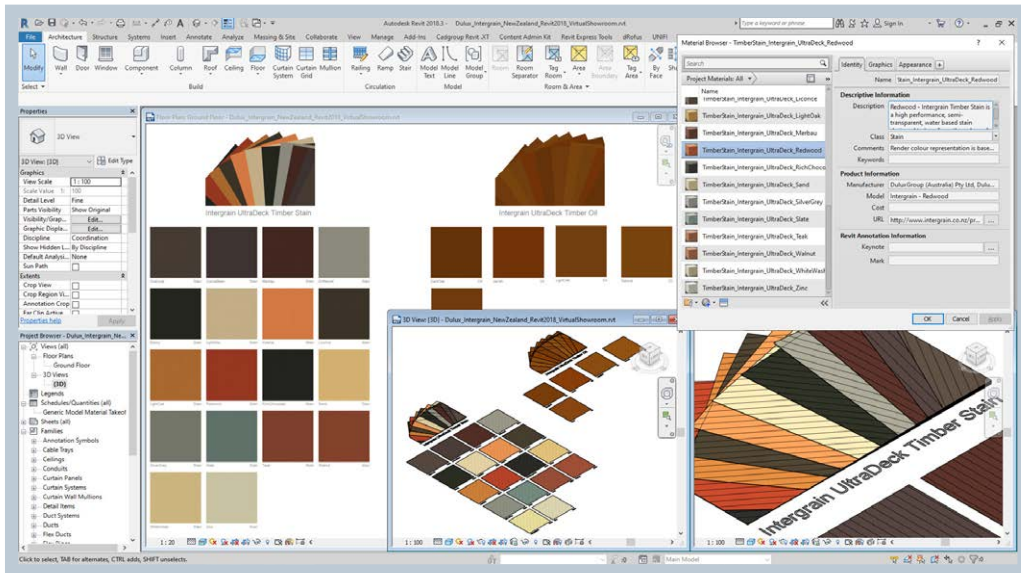 Autodesk Revit 2018.3 - Dulux_Intergrain_NewZealand_Revit2018_VirtualShowroom.rvt
Type a keyword or phrase
Sign In
File Architecture Structure Systems Insert Annotate Analyze Massing & Site Collaborate View Manage Add-Ins Cadgroup Revit JXT Content Admin Kit Revit Express Tools dRofus UNIFI
Modify Wall Door Window Component Column Roof Ceiling Floor Curtain System Curtain Grid Mullion Railing Ramp Stair Model Text Model Line Model Group Room Room Separator Tag Room Area Area Boundary Tag Area By Face
Select Build Circulation Model Room & Area
Properties
3D View
3D View: {3D} Edit Type
Graphics
View Scale 1 : 100
Scale Value 1: 100
Detail Level Fine
Parts Visibility Show Original
Visibility/Grap... Edit...
Graphic Displa... Edit...
Discipline Coordination
Show Hidden L... By Discipline
Default Analysi... None
Sun Path
Extents
Crop View
Crop Region Vi...
Annotation Crop
Far Clip Active
Properties help Apply
Project Browser - Dulux_Intergrain_Ne...
Views (all)
Floor Plans
Ground Floor
3D Views
{3D}
Legends
Schedules/Quantities (all)
Generic Model Material Takeof
Sheets (all)
Families
Annotation Symbols
Cable Trays
Ceilings
Conduits
Curtain Panels
Curtain Systems
Curtain Wall Mullions
Detail Items
Duct Systems
Ducts
Flex Ducts
Floor Plan: Ground Floor - Dulux_Intergrain_NewZealand_Revit2018_VirtualShowroom.rvt
Intergrain UltraDeck Timber Stain
Intergrain UltraDeck Timber Oil
1 : 20
3D View: {3D} - Dulux_Intergrain_NewZealand_Revit2018_VirtualShowroom.rvt
1 : 100
Intergrain UltraDeck Timber Stain
1 : 100
Material Browser - TimberStain_Intergrain_UltraDeck_Redwood
Search
Project Materials: All
Name
TimberStain_Intergrain_UltraDeck_Licorice
TimberStain_Intergrain_UltraDeck_LightOak
TimberStain_Intergrain_UltraDeck_Merbau
TimberStain_Intergrain_UltraDeck_Redwood
TimberStain_Intergrain_UltraDeck_RichChoco
TimberStain_Intergrain_UltraDeck_Sand
TimberStain_Intergrain_UltraDeck_SilverGrey
TimberStain_Intergrain_UltraDeck_Slate
TimberStain_Intergrain_UltraDeck_Teak
TimberStain_Intergrain_UltraDeck_Walnut
TimberStain_Intergrain_UltraDeck_WhiteWash
TimberStain_Intergrain_UltraDeck_Zinc
Identity Graphics Appearance
Name Stain_Intergrain_UltraDeck_Redwood
Descriptive Information
Description Redwood - Intergrain Timber Stain is
a high performance, semi-
transparent, water based stain
Class Stain
Comments Render colour representation is base...
Keywords
Product Information
Manufacturer DuluxGroup (Australia) Pty Ltd, Dulu...
Model Intergrain - Redwood
Cost
URL http://www.intergrain.co.nz/pr...
Revit Annotation Information
Keynote
Mark
OK Cancel Apply
Click to select, TAB for alternates, CTRL adds, SHIFT unselects.
Main Model